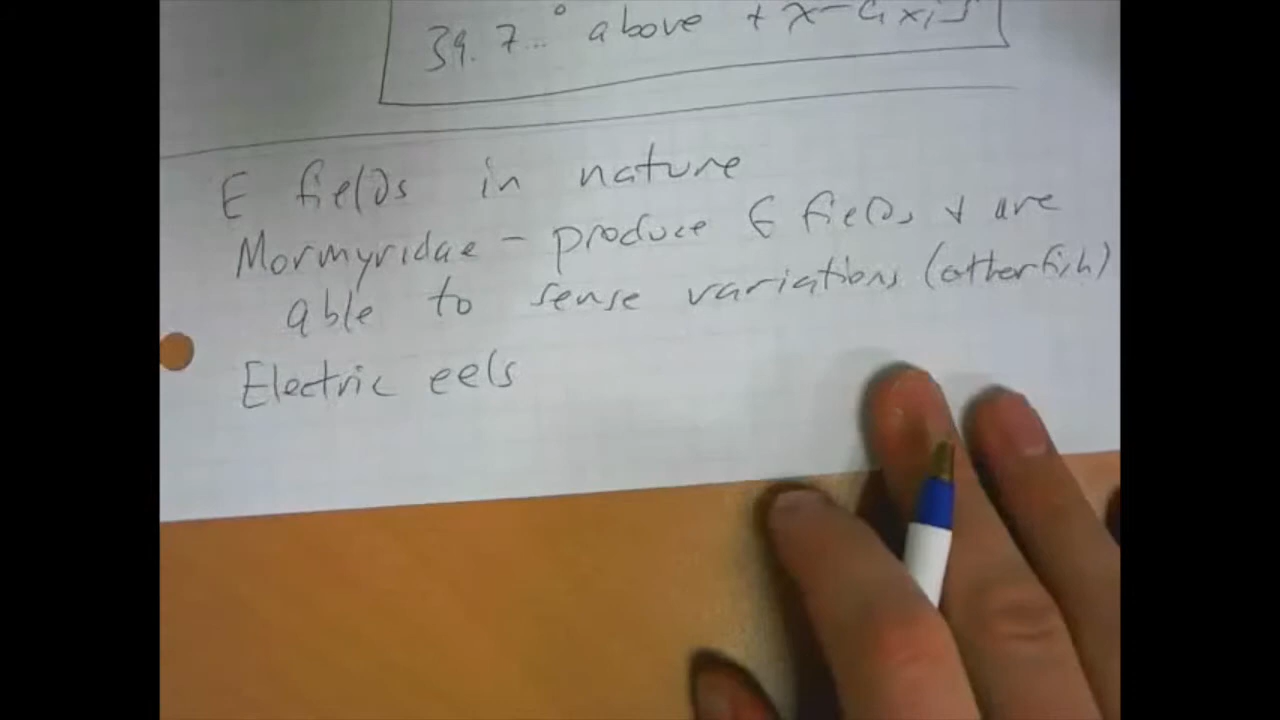 39.7...° above + x-axis
E fields in nature
Mormyridae - produce E fields & are
able to sense variations (other fish)
Electric eels